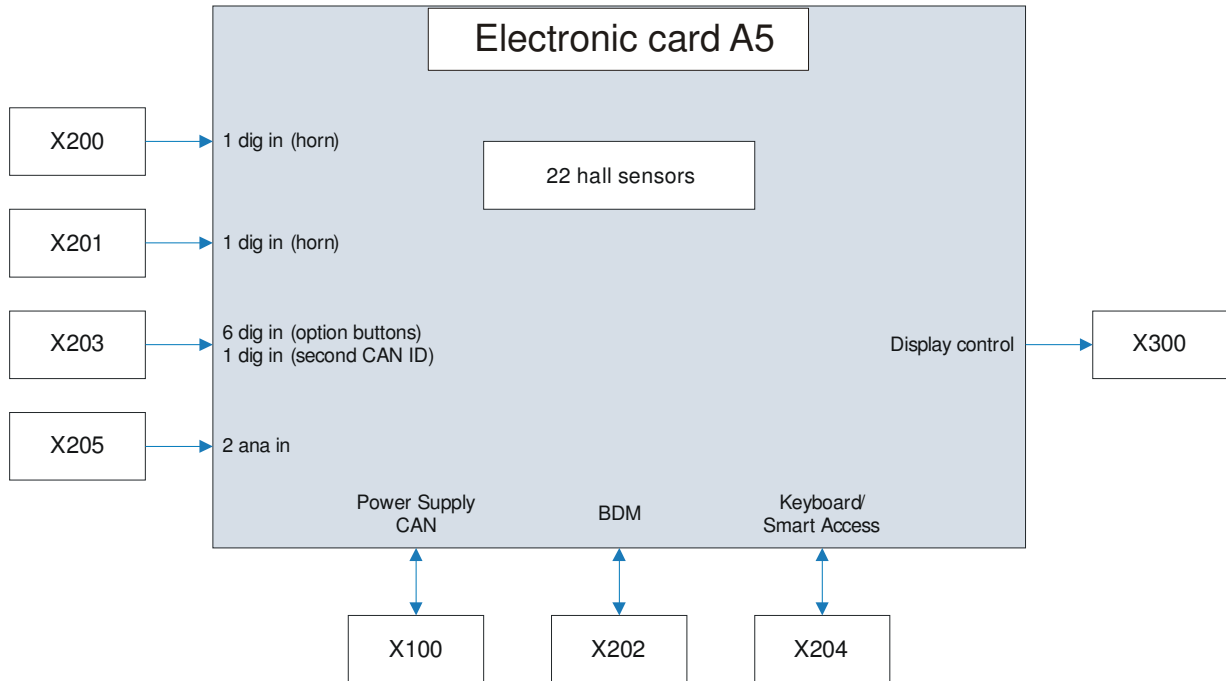 Electronic card A5
X200
1 dig in (horn)
22 hall sensors
X201
1 dig in (horn)
X203
6 dig in (option buttons)
1 dig in (second CAN ID)
Display control
X300
X205
2 ana in
Power Supply
CAN
BDM
Keyboard/
Smart Access
X100
X202
X204